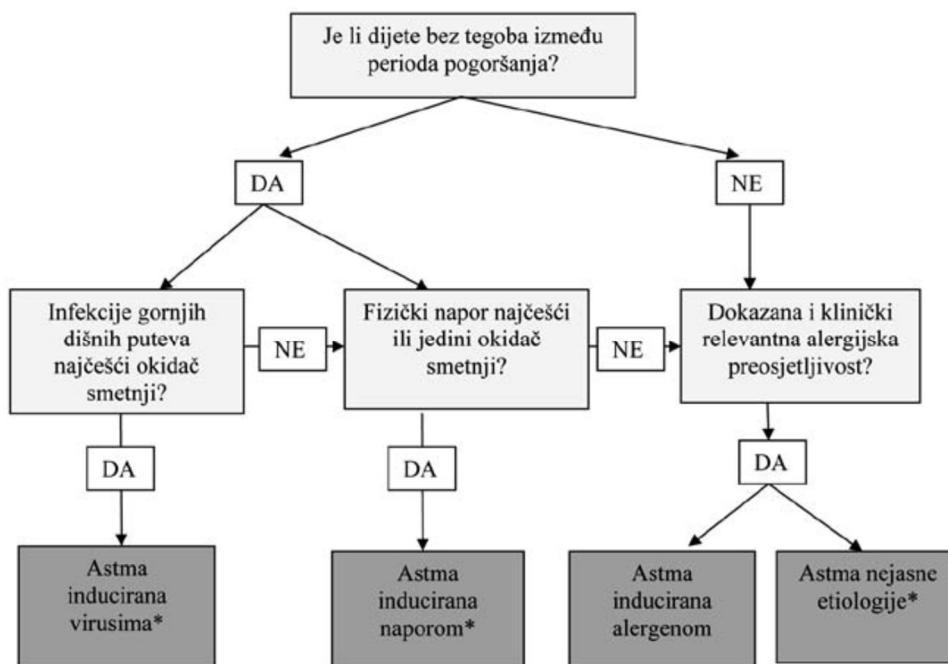 Je li dijete bez tegoba između
perioda pogoršanja?
DA
NE
Infekcije gornjih
dišnih puteva
najčešći okidač
smetnji?
NE
Fizički napor najčešći
ili jedini okidač
smetnji?
NE
Dokazana i klinički
relevantna alergijska
preosjetljivost?
DA
DA
DA
Astma
inducirana
virusima*
Astma
inducirana
naporom*
Astma
inducirana
alergenom
Astma nejasne
etiologije*